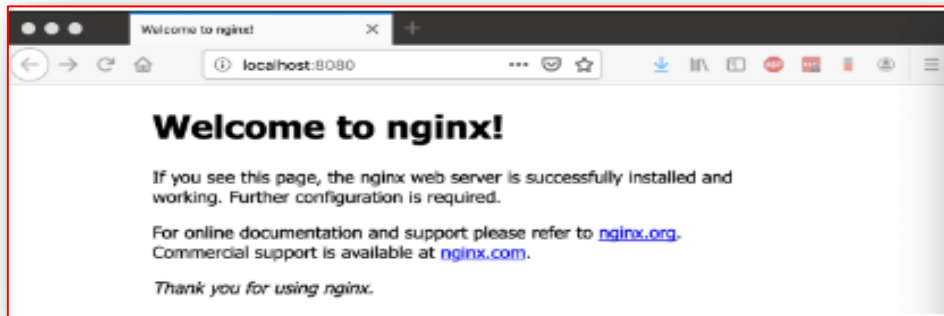 Welcome to nginx!
localhost:8080
Welcome to nginx!
If you see this page, the nginx web server is successfully installed and
working. Further configuration is required.
For online documentation and support please refer to nginx.org.
Commercial support is available at nginx.com.
Thank you for using nginx.